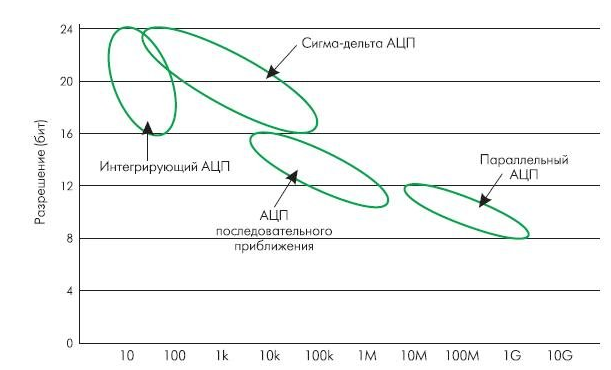 24
Сигма-дельта АЦП
20
16
Интегрирующий АЦП
Параллельный
АЦП
12
АЦП
последовательного
приближения
8
4
0
Разрешение (бит)
10 100 1k 10k 100k 1M 10M 100M 1G 10G